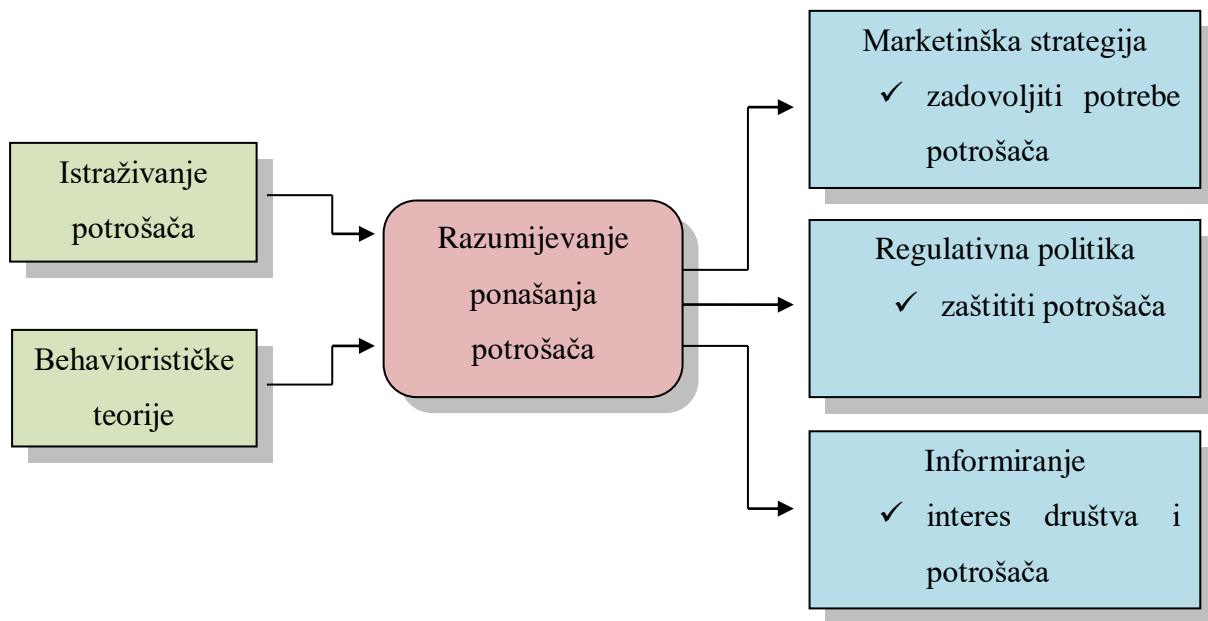 Istraživanje
potrošača
Behaviorističke
teorije
Razumijevanje
ponašanja
potrošača
Marketinška strategija
✓ zadovoljiti potrebe
potrošača
Regulativna politika
✓ zaštititi potrošača
Informiranje
✓ interes društva i
potrošača